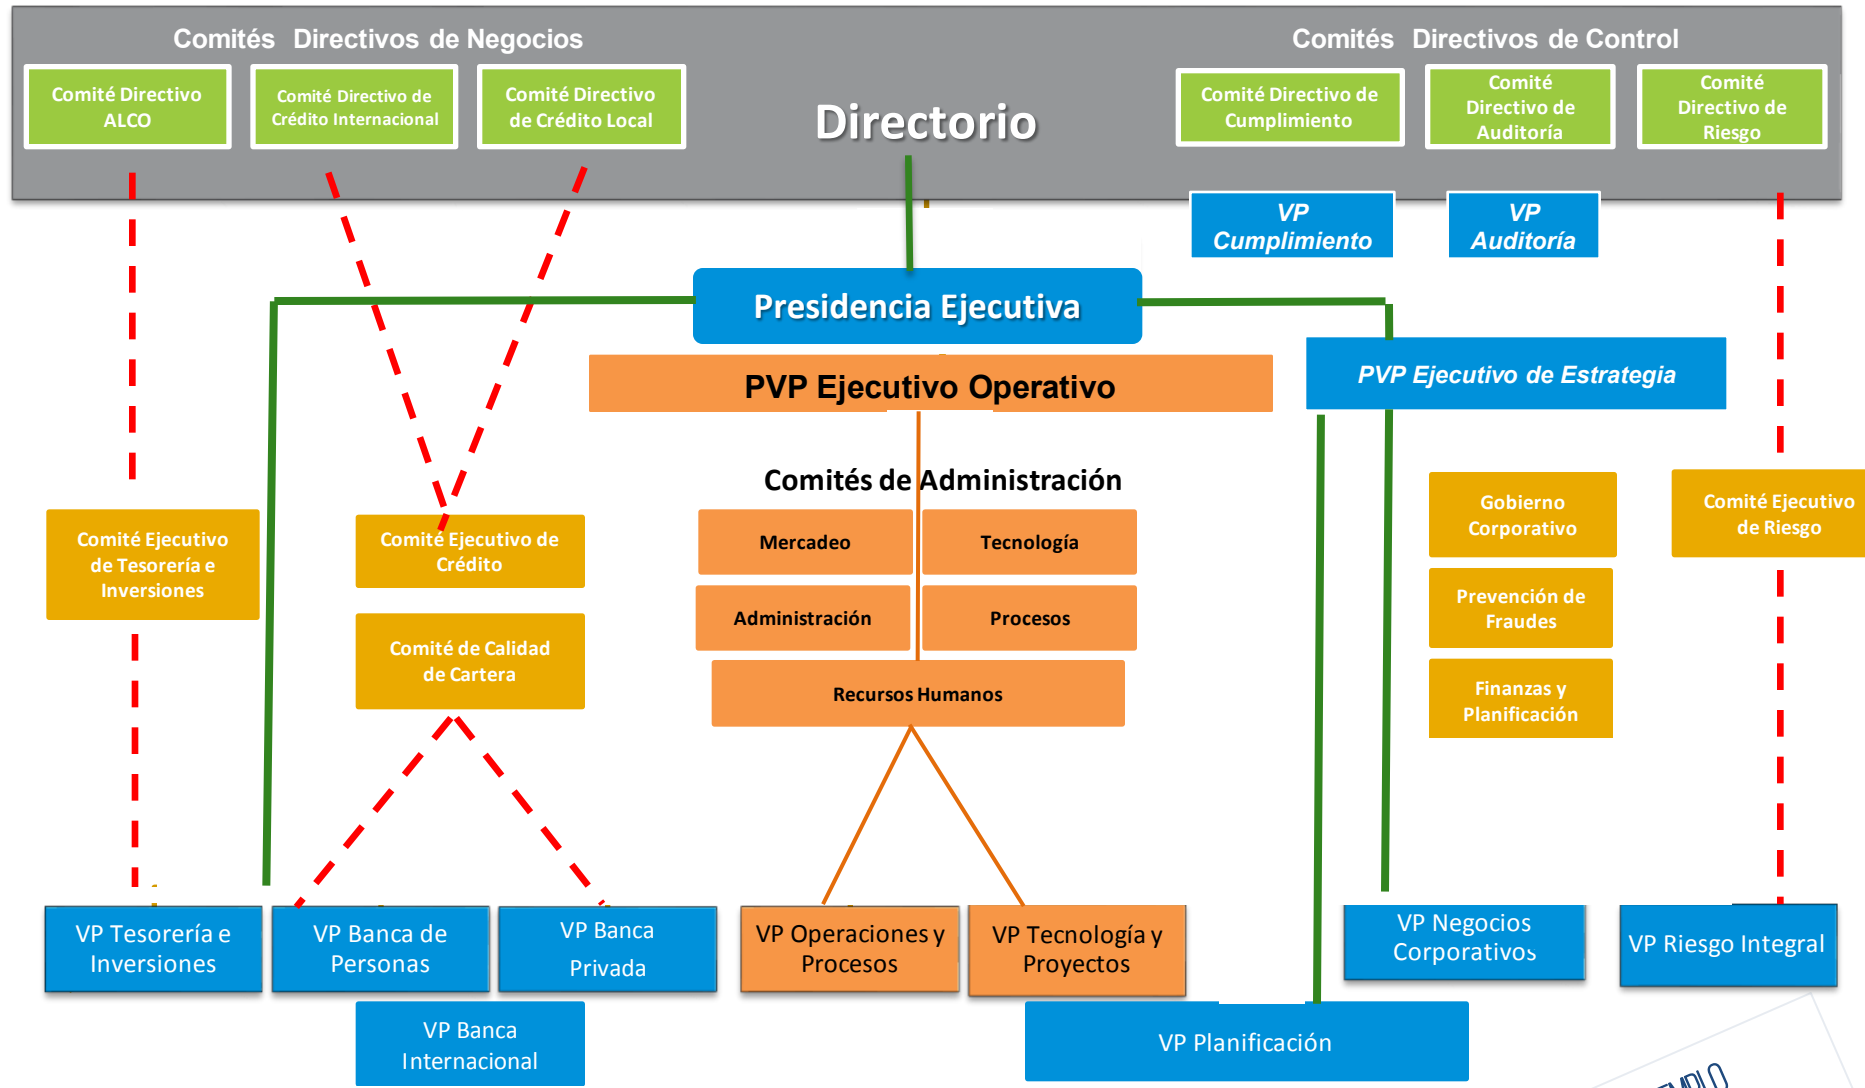 Comités Directivos de Negocios
Comités Directivos de Control
Comité Directivo
ALCO
Comité Directivo de
Crédito Internacional
Comité Directivo
de Crédito Local
Directorio
Comité Directivo de
Cumplimiento
Comité
Directivo de
Auditoría
Comité
Directivo de
Riesgo
VP
Cumplimiento
VP
Auditoría
Presidencia Ejecutiva
PVP Ejecutivo Operativo
PVP Ejecutivo de Estrategia
Comités de Administración
Comité Ejecutivo
de Tesorería e
Inversiones
Comité Ejecutivo de
Crédito
Comité de Calidad
de Cartera
Mercadeo
Tecnología
Administración
Procesos
Recursos Humanos
Gobierno
Corporativo
Prevención de
Fraudes
Finanzas y
Planificación
Comité Ejecutivo
de Riesgo
VP Tesorería e
Inversiones
VP Banca de
Personas
VP Banca
Privada
VP Operaciones y
Procesos
VP Tecnología y
Proyectos
VP Negocios
Corporativos
VP Riesgo Integral
VP Banca
Internacional
VP Planificación